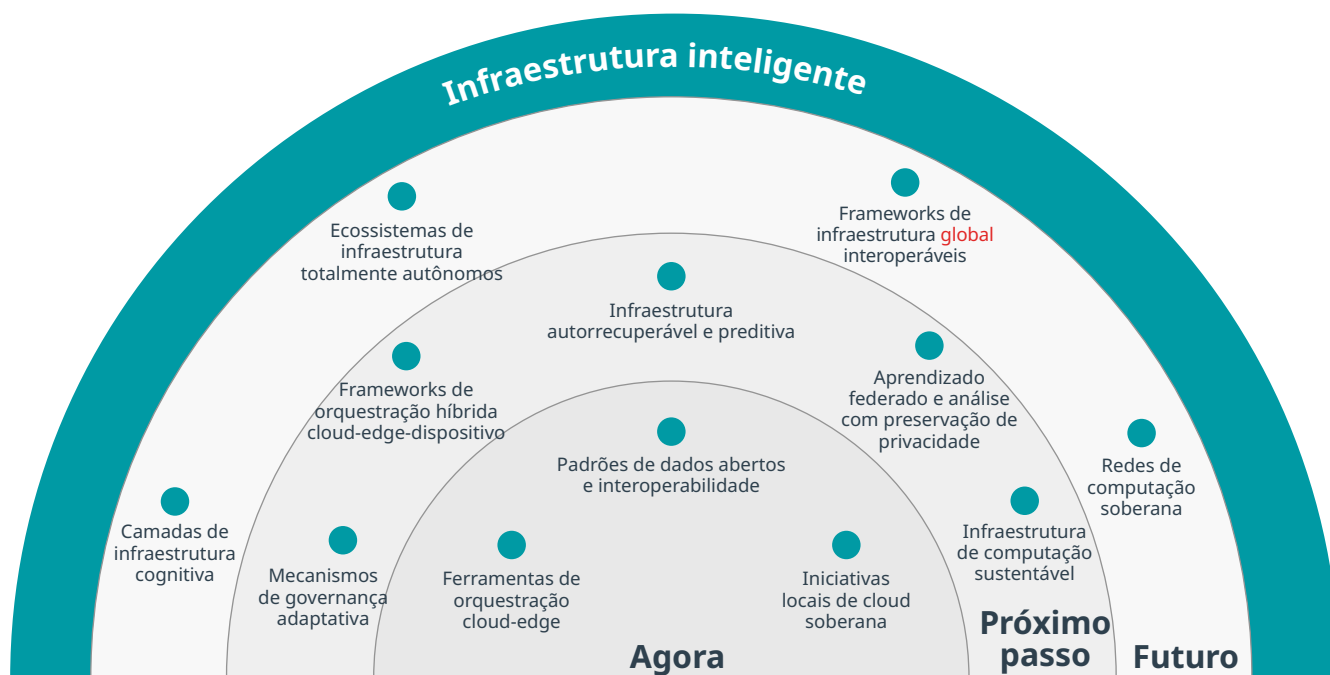 Infraestrutura inteligente
Ecossistemas de
infraestrutura
totalmente autônomos
Frameworks de
infraestrutura global
interoperáveis
Infraestrutura
autorrecuperável e preditiva
Frameworks de
orquestração híbrida
cloud-edge-dispositivo
Aprendizado
federado e análise
com preservação de
privacidade
Padrões de dados abertos
e interoperabilidade
Redes de
computação
soberana
Camadas de
infraestrutura
cognitiva
Mecanismos
de governança
adaptativa
Ferramentas de
orquestração
cloud-edge
Iniciativas
locais de cloud
soberana
Infraestrutura
de computação
sustentável
Agora
Próximo
passo
Futuro